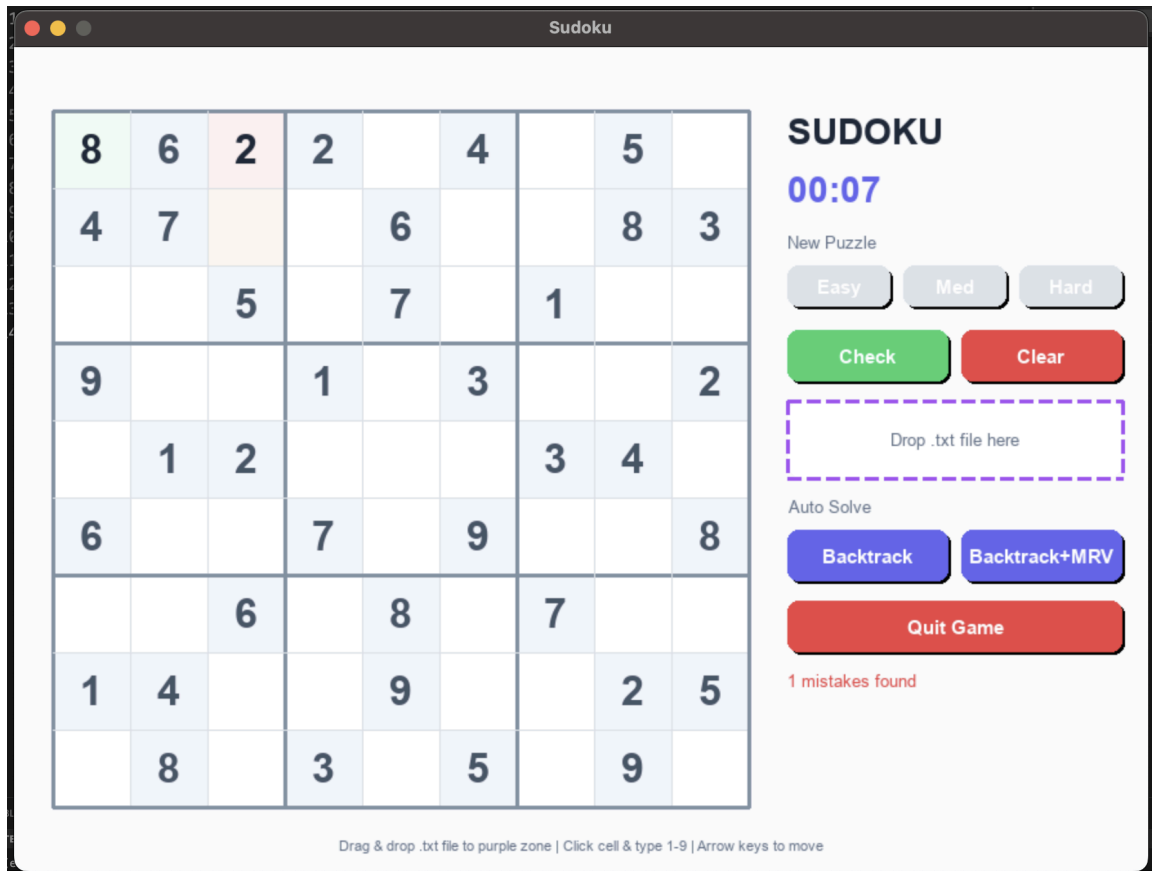 Sudoku
8 6 2 2 4 5
4 7 6 8 3
5 7 1
9 1 3 2
1 2 3 4
6 7 9 8
6 8 7
1 4 9 2 5
8 3 5 9
SUDOKU
00:07
New Puzzle
Easy Med Hard
Check Clear
Drop .txt file here
Auto Solve
Backtrack Backtrack+MRV
Quit Game
1 mistakes found
Drag & drop .txt file to purple zone | Click cell & type 1-9 | Arrow keys to move